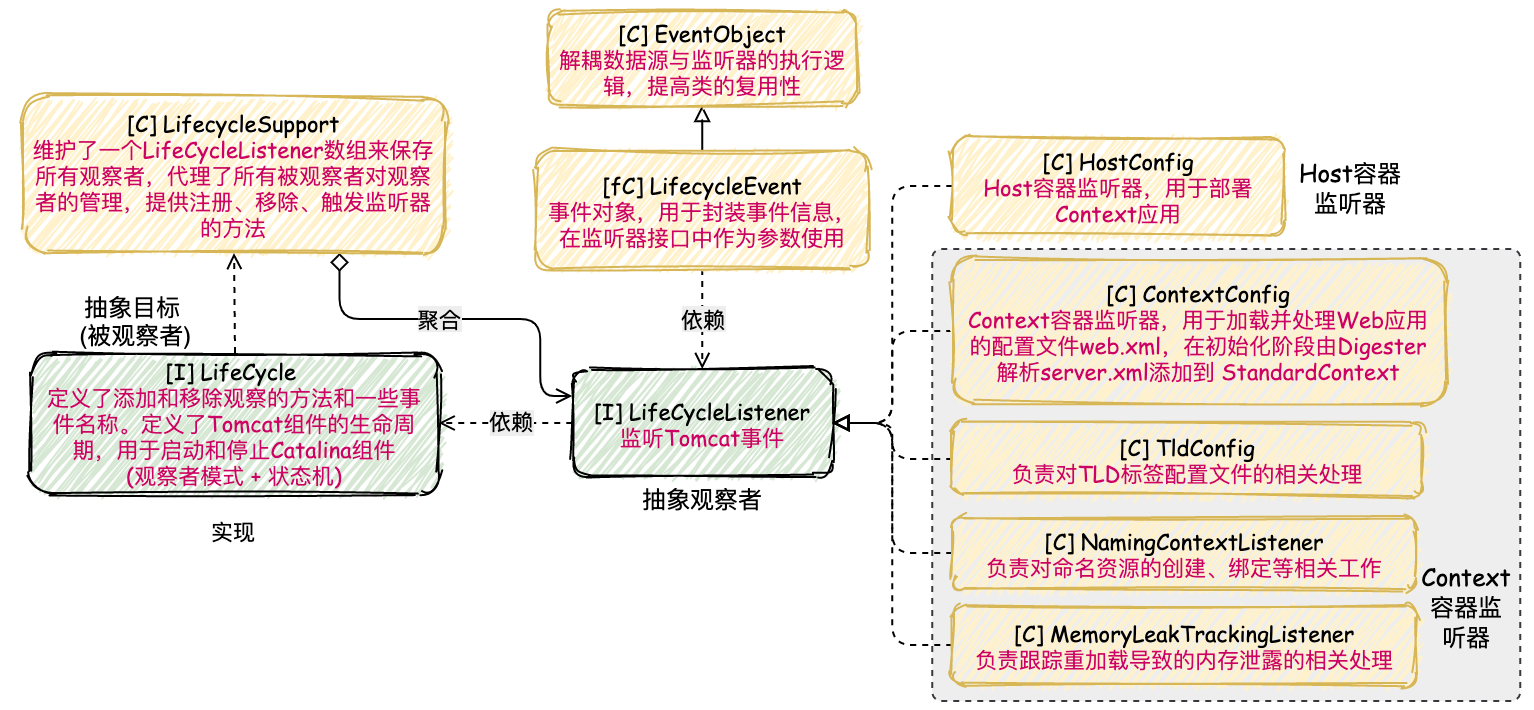 [C] EventObject
解耦数据源与监听器的执行逻
辑，提高类的复用性
[C] LifecycleSupport
维护了一个LifeCycleListener数组来保存
所有观察者，代理了所有被观察者对观察
者的管理，提供注册、移除、触发监听器
的方法
[fC] LifecycleEvent
事件对象，用于封装事件信息，
在监听器接口中作为参数使用
[C] HostConfig
Host容器监听器，用于部署
Context应用
Host容器
监听器
抽象目标
(被观察者)
聚合
依赖
[C] ContextConfig
Context容器监听器，用于加载并处理Web应用
的配置文件web.xml，在初始化阶段由Digester
解析server.xml添加到 StandardContext
[I] LifeCycle
定义了添加和移除观察的方法和一些事
件名称。定义了Tomcat组件的生命周
期，用于启动和停止Catalina组件
(观察者模式 + 状态机)
依赖
[I] LifeCycleListener
监听Tomcat事件
抽象观察者
实现
[C] TldConfig
负责对TLD标签配置文件的相关处理
[C] NamingContextListener
负责对命名资源的创建、绑定等相关工作
[C] MemoryLeakTrackingListener
负责跟踪重加载导致的内存泄露的相关处理
Context
容器监
听器